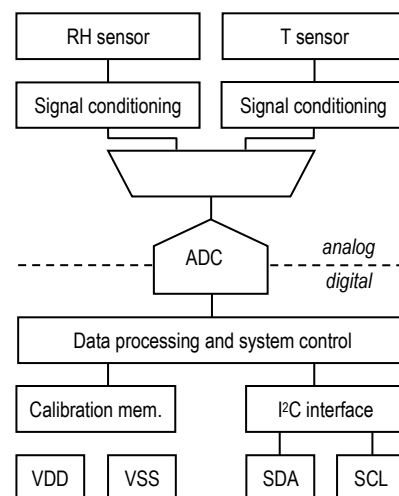 RH sensor
T sensor
Signal conditioning
Signal conditioning
ADC
analog
digital
Data processing and system control
Calibration mem.
I²C interface
VDD
VSS
SDA
SCL